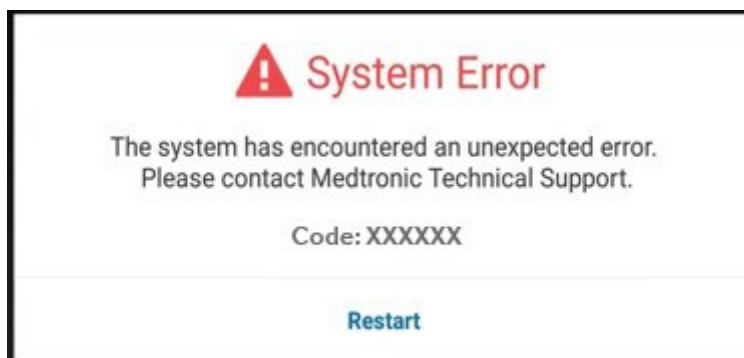 System Error
The system has encountered an unexpected error.
Please contact Medtronic Technical Support.
Code: XXXXXX
Restart